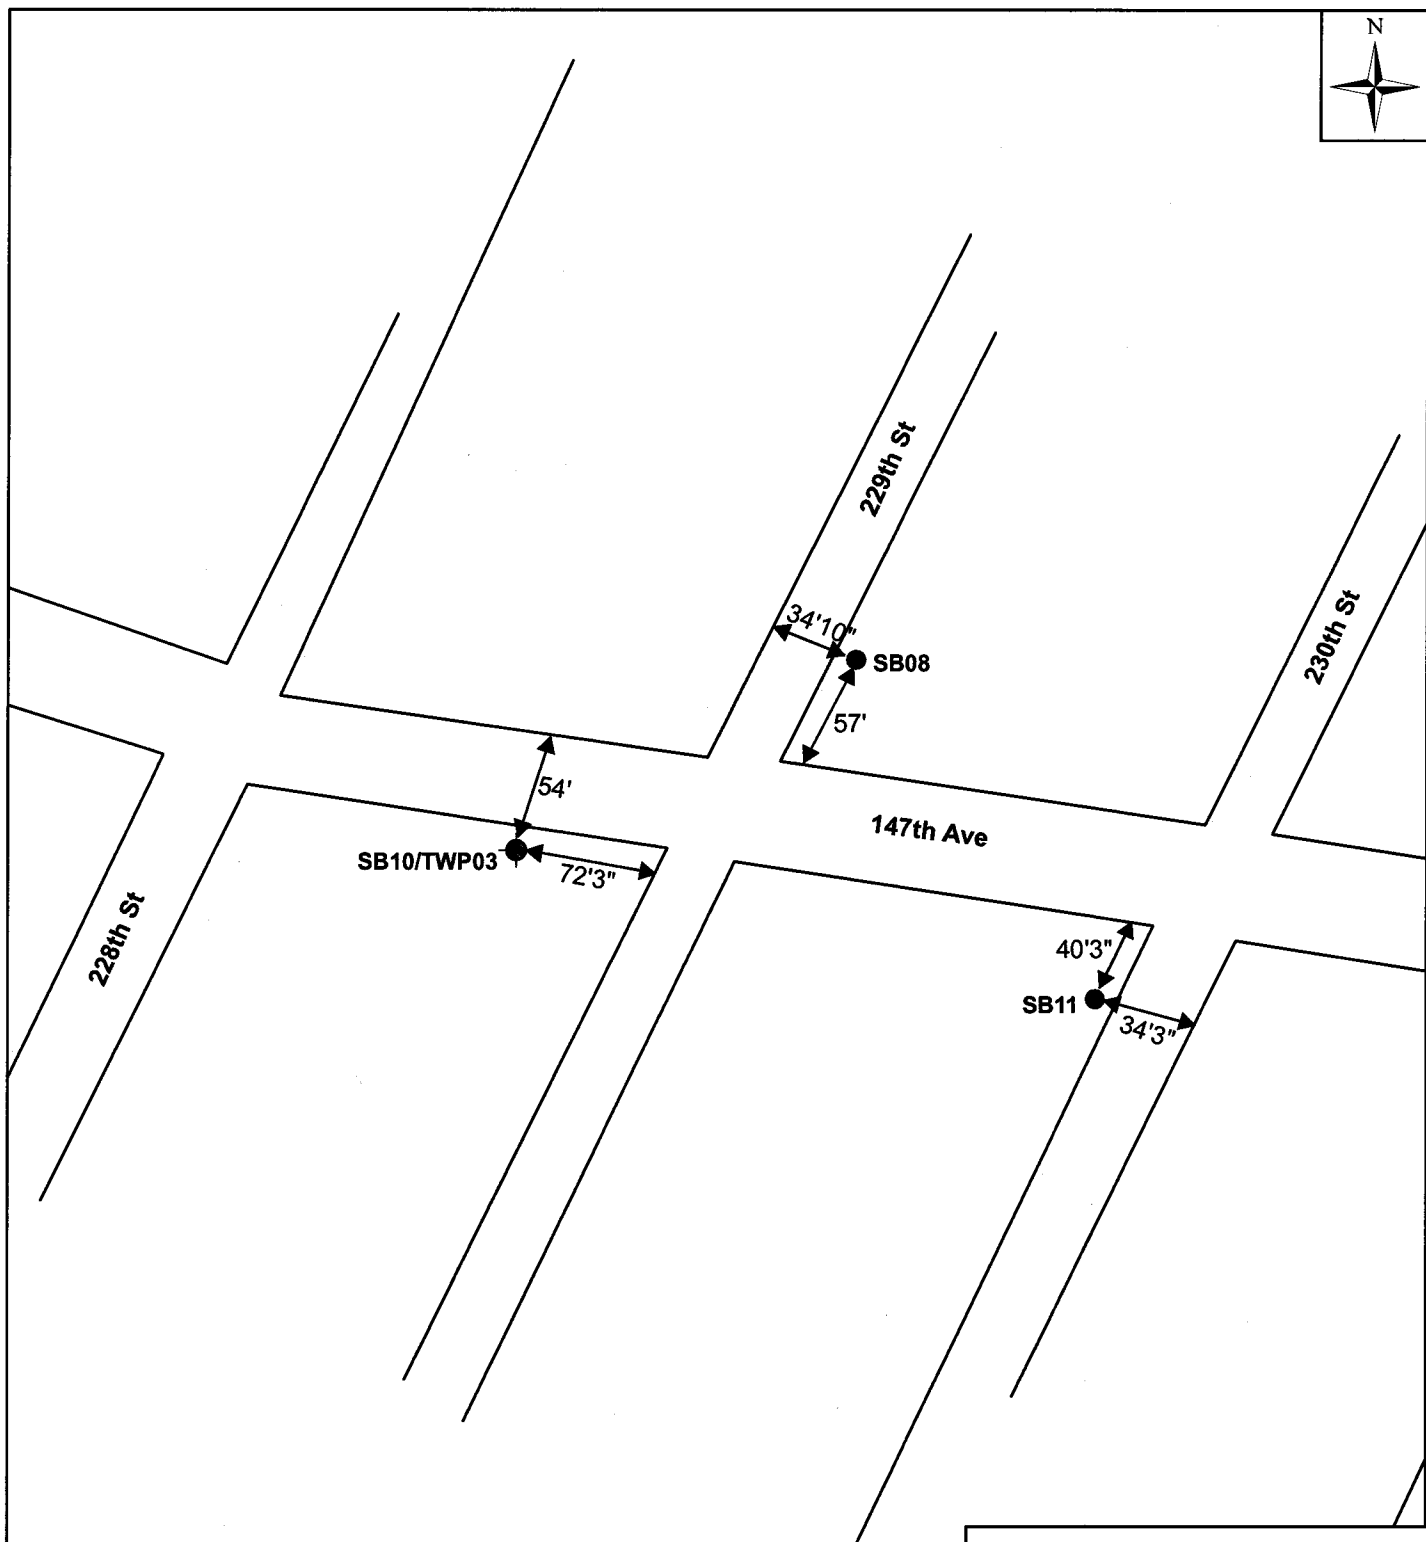 N
229th St
230th St
34'10"
SB08
57'
54'
147th Ave
SB10/TWP03
72'3"
228th St
40'3"
SB11
34'3"